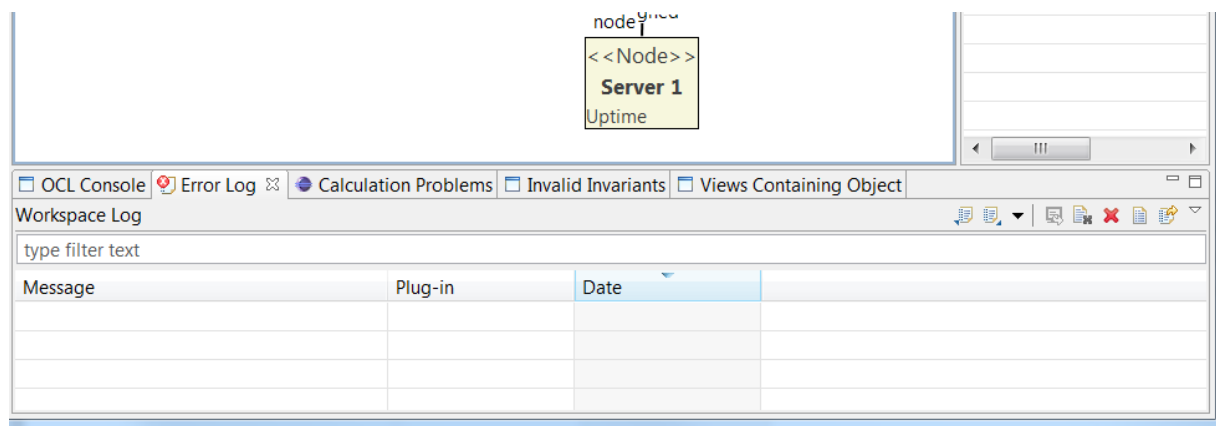 node
<<Node>>
Server 1
Uptime
OCL Console Error Log Calculation Problems Invalid Invariants Views Containing Object
Workspace Log
type filter text
Message Plug-in Date